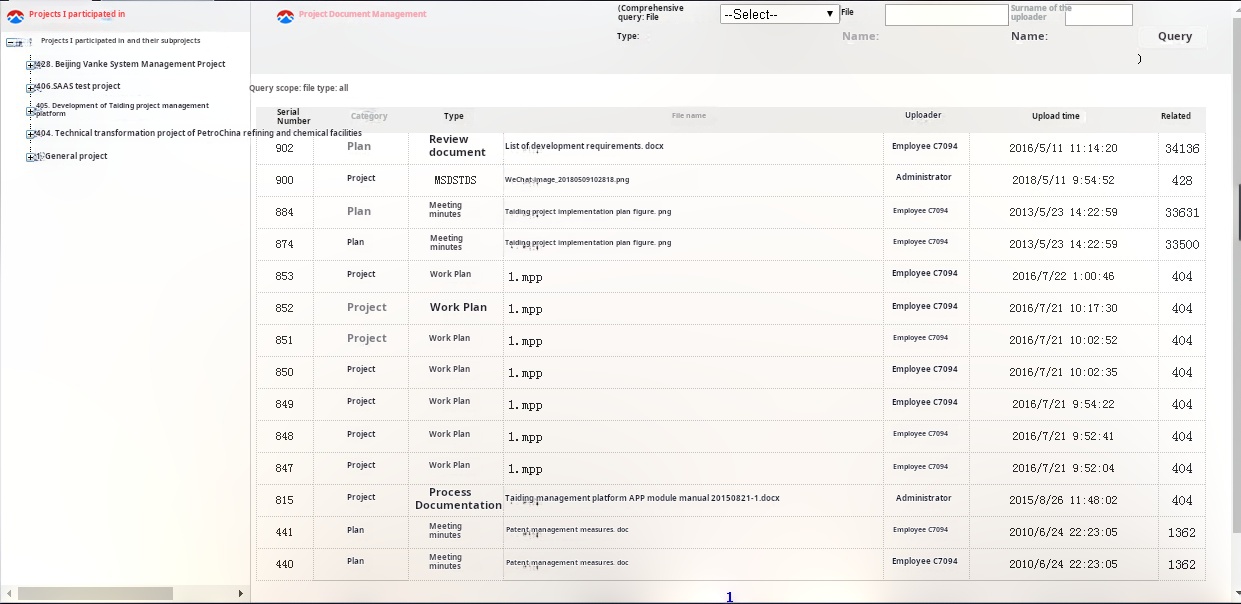 Projects I participated in
Projects I participated in and their subprojects
428. Beijing Vanke System Management Project
406.SAAS test project
405. Development of Taiding project management
platform
404. Technical transformation project of PetroChina refining and chemical facilities
General project
Project Document Management
(Comprehensive
query: File
Type:
--Select--
File
Name:
Surname of the
uploader
Name:
Query
)
Query scope: file type: all
Serial Number Category Type File name Uploader Upload time Related
902 Plan Review document List of development requirements. docx Employee C7094 2016/5/11 11:14:20 34136
900 Project MSDSTDS WeChat image_20180509102818.png Administrator 2018/5/11 9:54:52 428
884 Plan Meeting minutes Taiding project implementation plan figure. png Employee C7094 2013/5/23 14:22:59 33631
874 Plan Meeting minutes Taiding project implementation plan figure. png Employee C7094 2013/5/23 14:22:59 33500
853 Project Work Plan 1.mpp Employee C7094 2016/7/22 1:00:46 404
852 Project Work Plan 1.mpp Employee C7094 2016/7/21 10:17:30 404
851 Project Work Plan 1.mpp Employee C7094 2016/7/21 10:02:52 404
850 Project Work Plan 1.mpp Employee C7094 2016/7/21 10:02:35 404
849 Project Work Plan 1.mpp Employee C7094 2016/7/21 9:54:22 404
848 Project Work Plan 1.mpp Employee C7094 2016/7/21 9:52:41 404
847 Project Work Plan 1.mpp Employee C7094 2016/7/21 9:52:04 404
815 Project Process Documentation Taiding management platform APP module manual 20150821-1.docx Administrator 2015/8/26 11:48:02 404
441 Plan Meeting minutes Patent management measures. doc Employee C7094 2010/6/24 22:23:05 1362
440 Plan Meeting minutes Patent management measures. doc Employee C7094 2010/6/24 22:23:05 1362
1